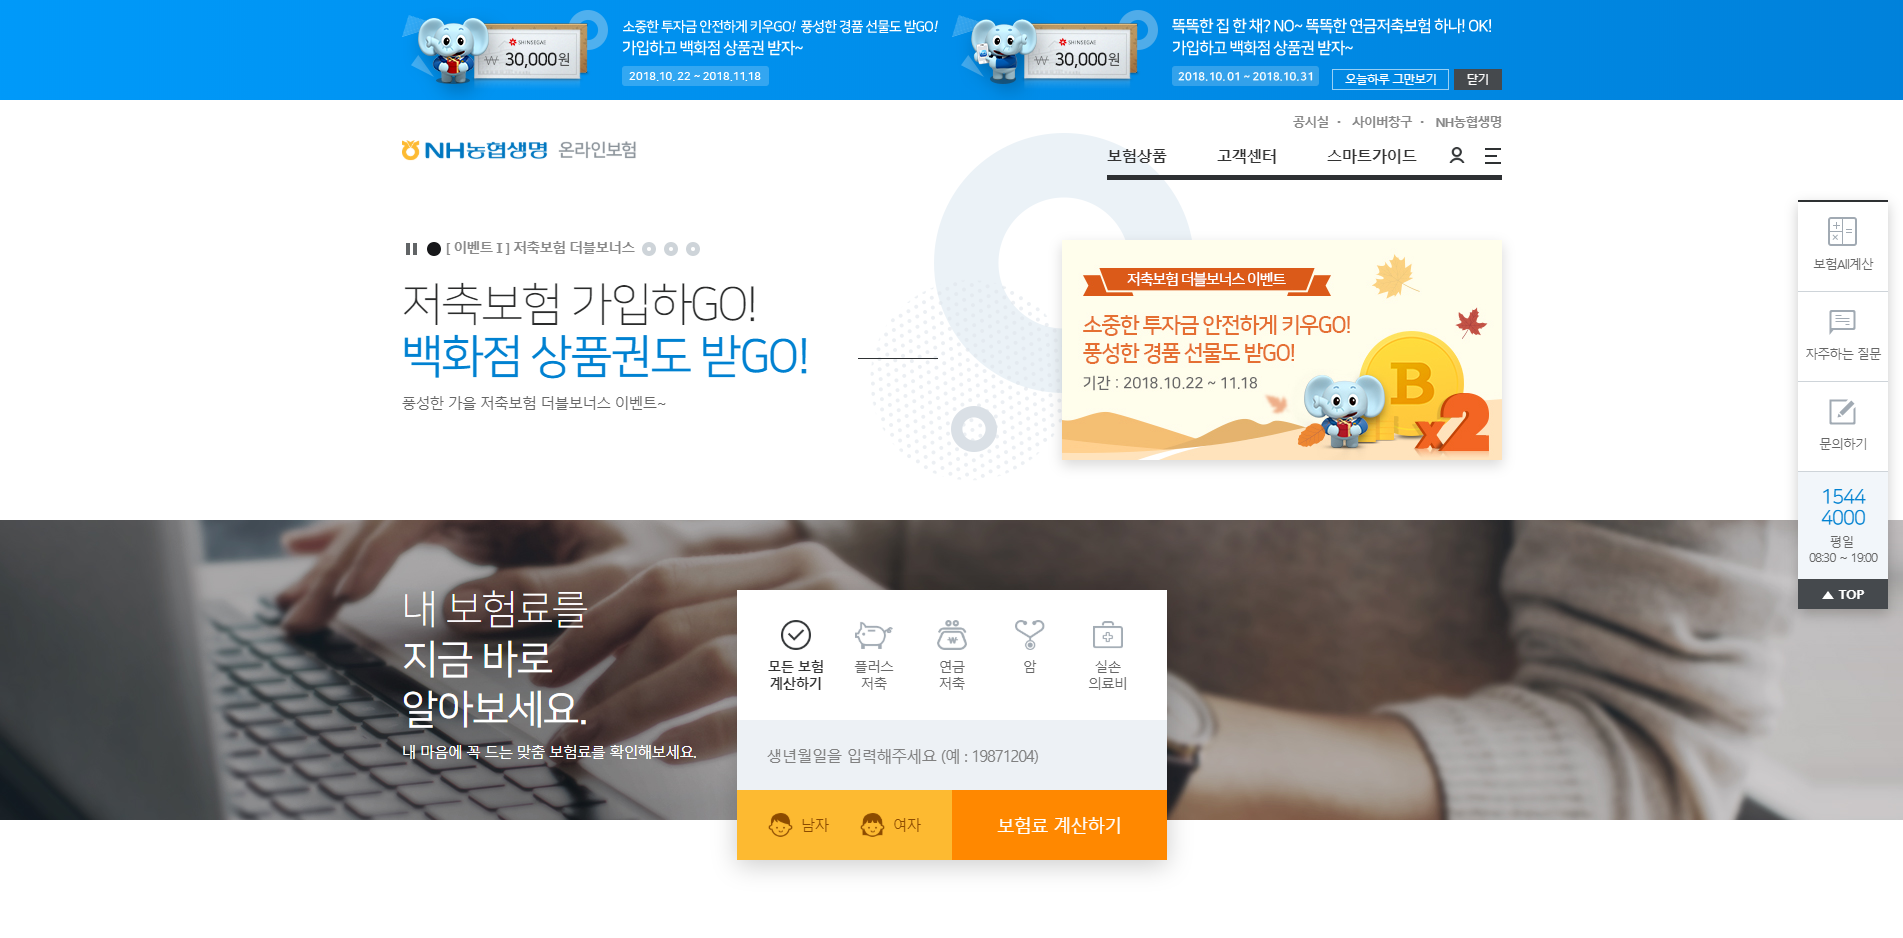 소중한 투자금 안전하게 키우GO! 풍성한 경품 선물도 받GO!
가입하고 백화점 상품권 받자~
2018.10.22 ~ 2018.11.18
SHINSEGAE
₩ 30,000원
똑똑한 집 한 채? NO~ 똑똑한 연금저축보험 하나! OK!
가입하고 백화점 상품권 받자~
2018.10.01 ~ 2018.10.31
SHINSEGAE
₩ 30,000원
오늘하루 그만보기
닫기
공시실 · 사이버창구 · NH농협생명
NH농협생명 온라인보험
보험상품 고객센터 스마트가이드
[ 이벤트 I ] 저축보험 더블보너스
저축보험 가입하GO!
백화점 상품권도 받GO!
풍성한 가을 저축보험 더블보너스 이벤트~
저축보험 더블보너스 이벤트
소중한 투자금 안전하게 키우GO!
풍성한 경품 선물도 받GO!
기간 : 2018.10.22 ~ 11.18
B
x2
보험All계산
자주하는 질문
문의하기
1544
4000
평일
08:30 ~ 19:00
TOP
내 보험료를
지금 바로
알아보세요.
내 마음에 꼭 드는 맞춤 보험료를 확인해보세요.
모든 보험
계산하기
플러스
저축
연금
저축
암
실손
의료비
생년월일을 입력해주세요 (예 : 19871204)
남자
여자
보험료 계산하기